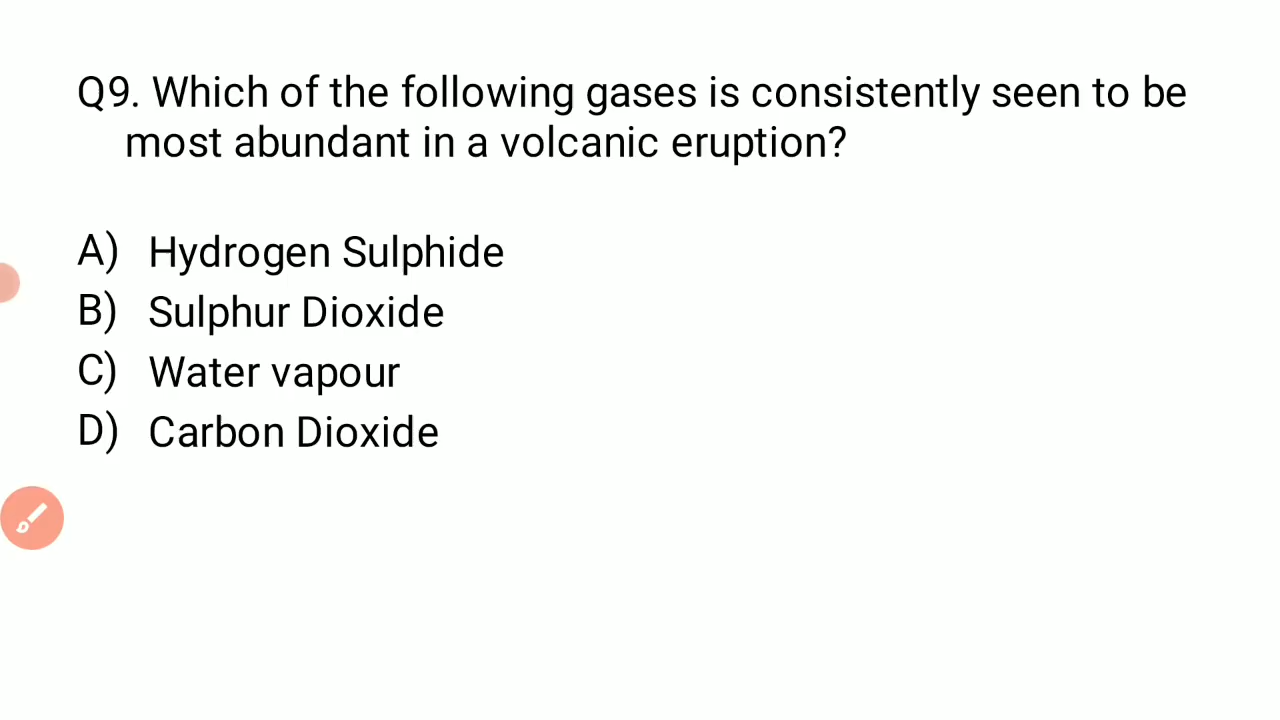 Q9. Which of the following gases is consistently seen to be
most abundant in a volcanic eruption?
A) Hydrogen Sulphide
B) Sulphur Dioxide
C) Water vapour
D) Carbon Dioxide